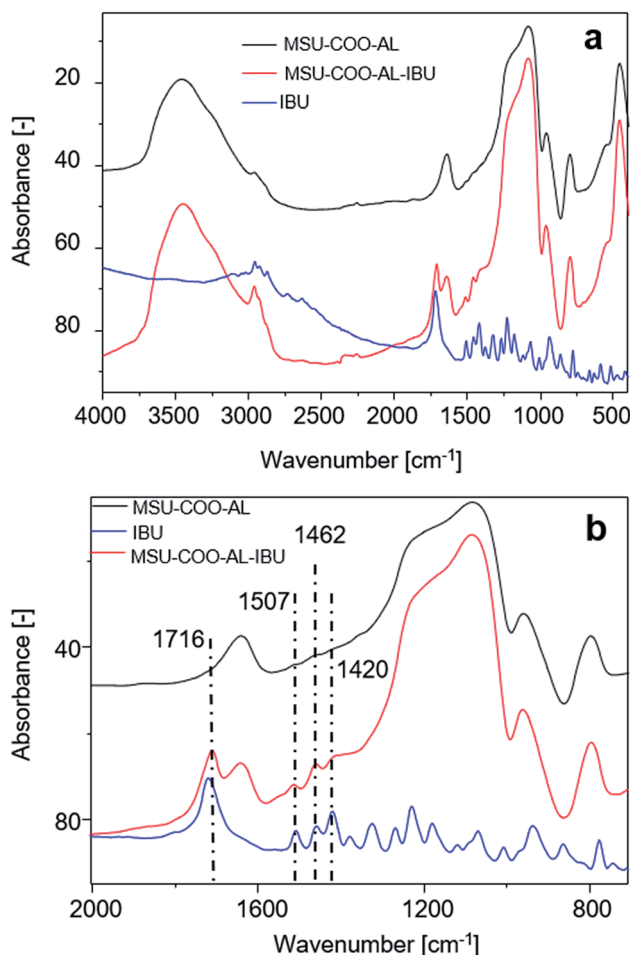 a
MSU-COO-AL
MSU-COO-AL-IBU
IBU
20
40
60
80
Absorbance [-]
4000 3500 3000 2500 2000 1500 1000 500
Wavenumber [cm-1]
b
MSU-COO-AL
IBU
MSU-COO-AL-IBU
1462
1507
1716
1420
40
80
Absorbance [-]
2000 1600 1200 800
Wavenumber [cm-1]